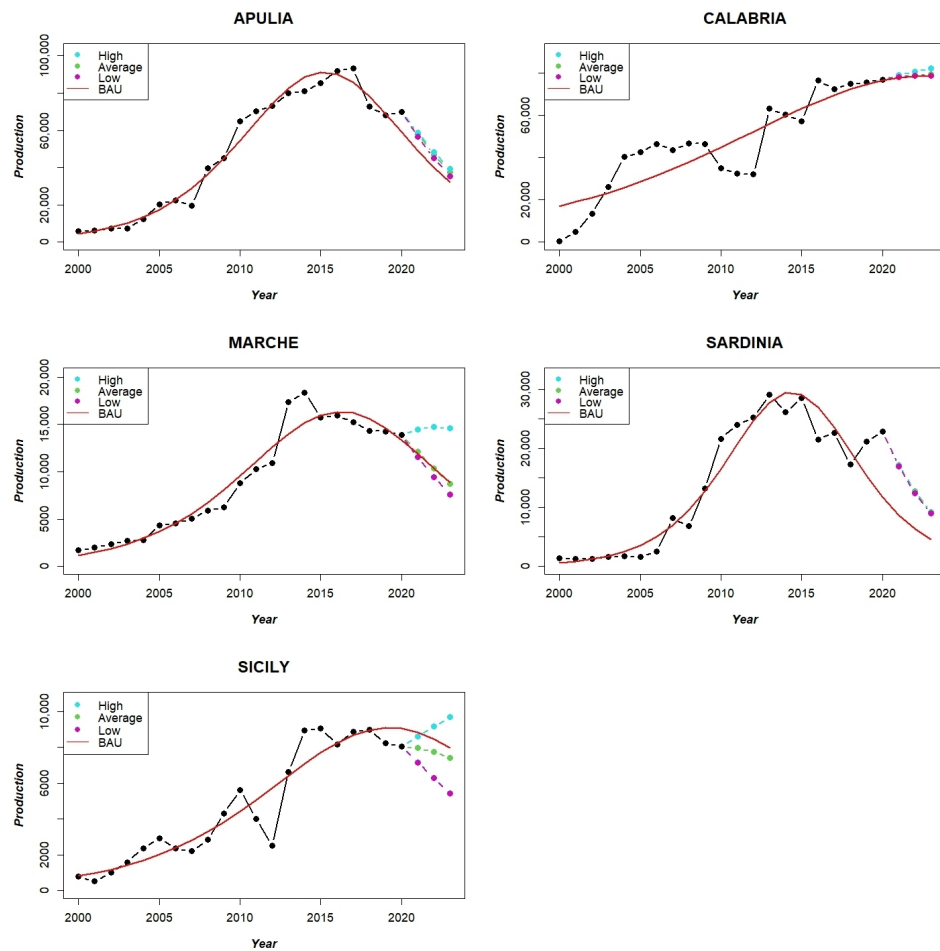 APULIA
High
Average
Low
BAU
100,000
60,000
20,000
0
Production
2000 2005 2010 2015 2020
Year
CALABRIA
High
Average
Low
BAU
60,000
20,000
0
Production
2000 2005 2010 2015 2020
Year
MARCHE
High
Average
Low
BAU
20,000
15,000
10,000
5000
0
Production
2000 2005 2010 2015 2020
Year
SARDINIA
High
Average
Low
BAU
30,000
20,000
10,000
0
Production
2000 2005 2010 2015 2020
Year
SICILY
High
Average
Low
BAU
10,000
6000
2000
0
Production
2000 2005 2010 2015 2020
Year